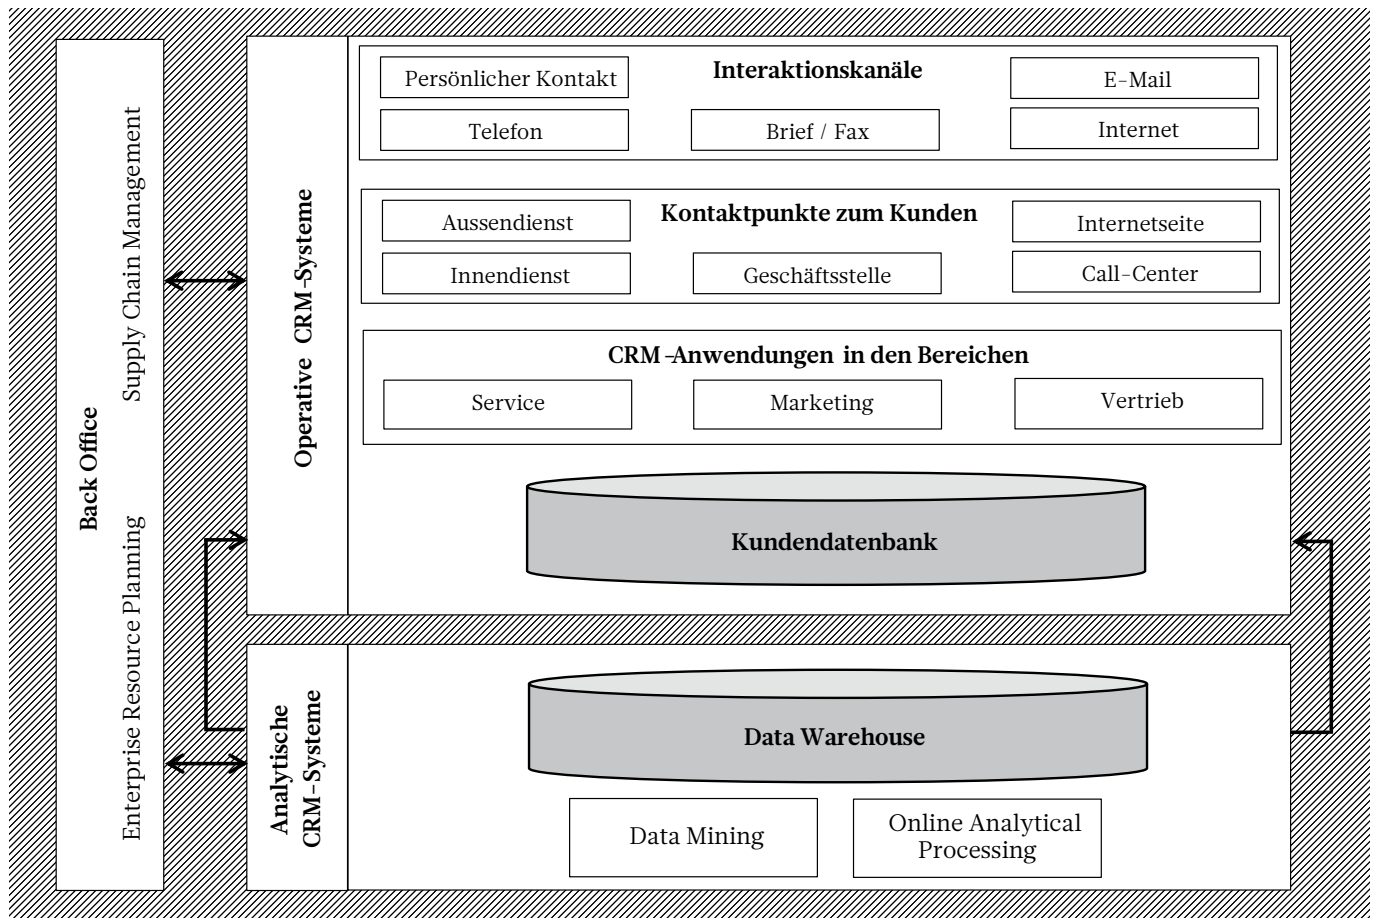 Back Office
Supply Chain Management
Enterprise Resource Planning
Operative CRM-Systeme
Interaktionskanäle
Persönlicher Kontakt
E-Mail
Telefon
Brief / Fax
Internet
Kontaktpunkte zum Kunden
Aussendienst
Internetseite
Innendienst
Geschäftsstelle
Call-Center
CRM-Anwendungen in den Bereichen
Service
Marketing
Vertrieb
Kundendatenbank
Analytische
CRM-Systeme
Data Warehouse
Data Mining
Online Analytical
Processing